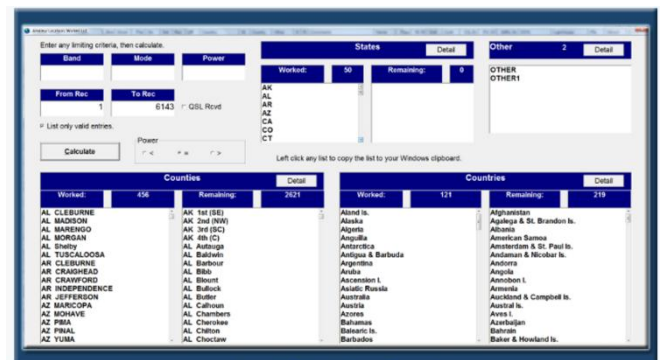 Enter any limiting criteria, then calculate.
Band
Mode
Power
From Rec
To Rec
1
6143
QSL Rcvd
List only valid entries.
Calculate
Power
<
=
>
States
Detail
Worked:
50
Remaining:
0
AK
AL
AR
AZ
CA
CO
CT
Other
2
Detail
OTHER
OTHER1
Left click any list to copy the list to your Windows clipboard.
Counties
Detail
Worked:
456
Remaining:
2621
AL CLEBURNE
AL MADISON
AL MARENGO
AL MORGAN
AL Shelby
AL TUSCALOOSA
AR CLEBURNE
AR CRAIGHEAD
AR CRAWFORD
AR INDEPENDENCE
AR JEFFERSON
AZ MARICOPA
AZ MOHAVE
AZ PIMA
AZ PINAL
AZ YUMA
AK 1st (SE)
AK 2nd (NW)
AK 3rd (SC)
AK 4th (C)
AL Autauga
AL Baldwin
AL Barbour
AL Bibb
AL Blount
AL Bullock
AL Butler
AL Calhoun
AL Chambers
AL Cherokee
AL Chilton
AL Choctaw
Countries
Detail
Worked:
121
Remaining:
219
Aland Is.
Alaska
Algeria
Anguilla
Antarctica
Antigua & Barbuda
Argentina
Aruba
Ascension I.
Asiatic Russia
Australia
Austria
Azores
Bahamas
Balearic Is.
Barbados
Afghanistan
Agalega & St. Brandon Is.
Albania
American Samoa
Amsterdam & St. Paul Is.
Andaman & Nicobar Is.
Andorra
Angola
Annobon I.
Armenia
Auckland & Campbell Is.
Austral Is.
Aves I.
Azerbaijan
Bahrain
Baker & Howland Is.